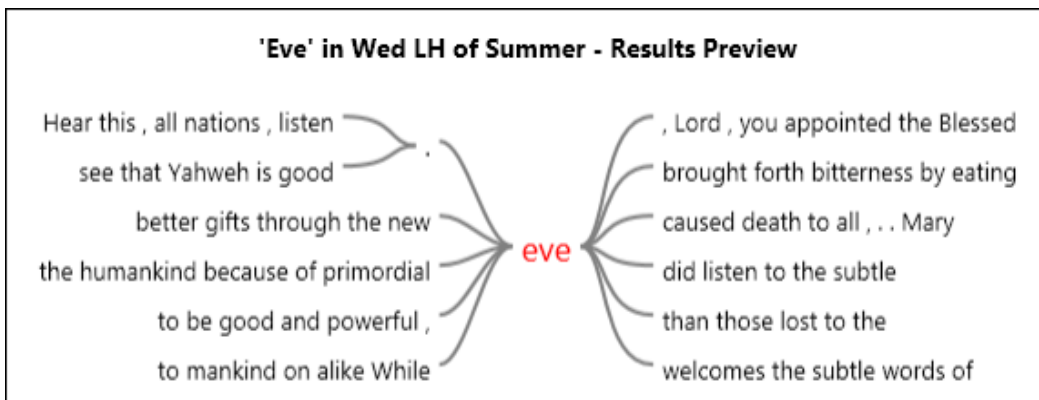 'Eve' in Wed LH of Summer - Results Preview
Hear this , all nations , listen
see that Yahweh is good
.
better gifts through the new
the humankind because of primordial
to be good and powerful ,
to mankind on alike While
eve
, Lord , you appointed the Blessed
brought forth bitterness by eating
caused death to all , . . Mary
did listen to the subtle
than those lost to the
welcomes the subtle words of